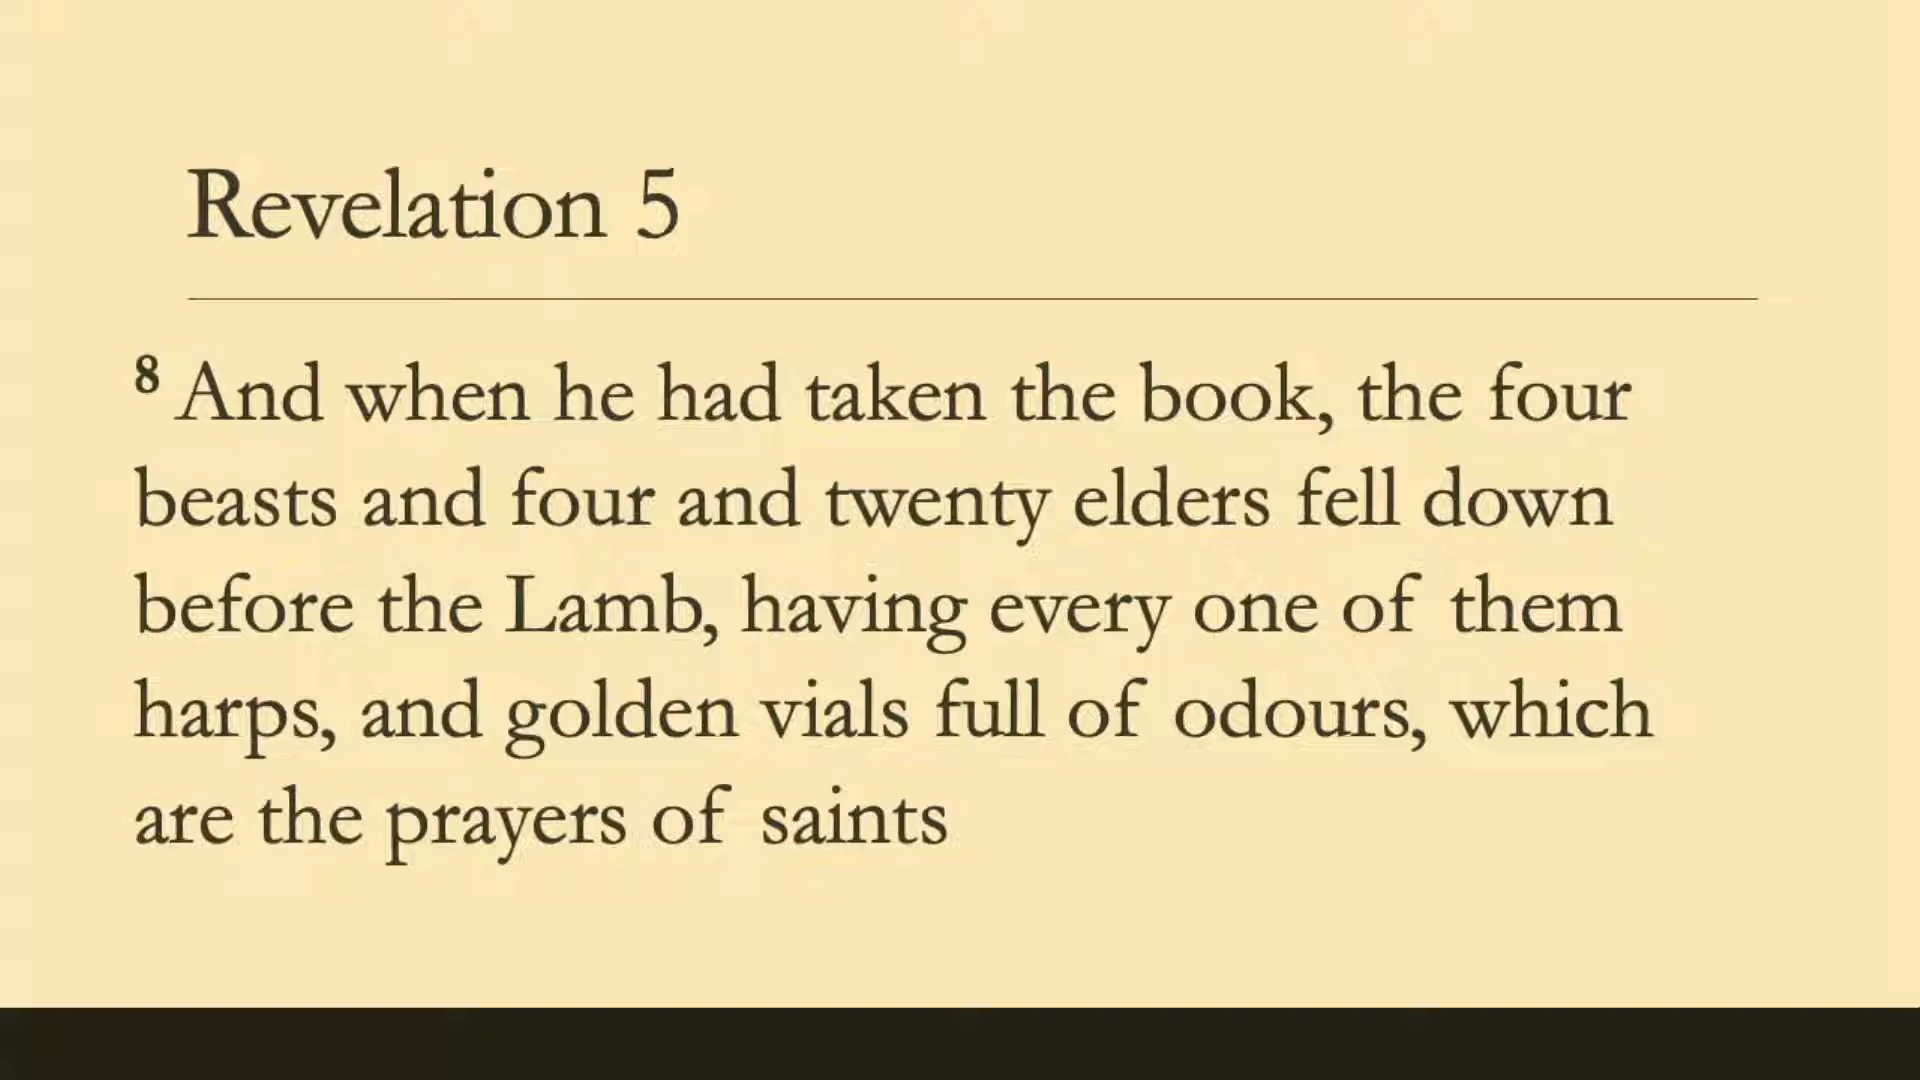 Revelation 5
8 And when he had taken the book, the four
beasts and four and twenty elders fell down
before the Lamb, having every one of them
harps, and golden vials full of odours, which
are the prayers of saints